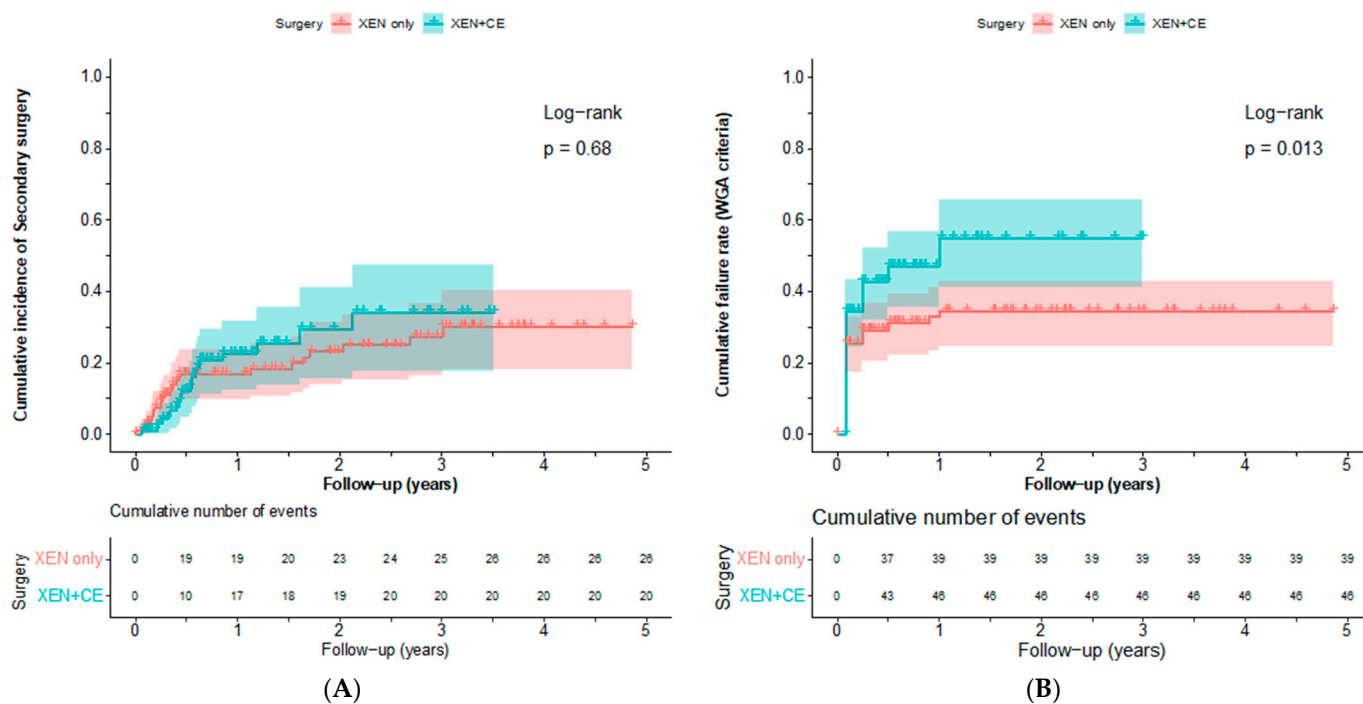 Surgery XEN only XEN+CE
Cumulative incidence of Secondary surgery
1.0
0.8
0.6
0.4
0.2
0.0
Log-rank
p = 0.68
0 1 2 3 4 5
Follow-up (years)
Cumulative number of events
Surgery
XEN only 0 19 19 20 23 24 25 26 26 26 26
XEN+CE 0 10 17 18 19 20 20 20 20 20 20
0 1 2 3 4 5
Follow-up (years)
(A)
Surgery XEN only XEN+CE
Cumulative failure rate (WGA criteria)
1.0
0.8
0.6
0.4
0.2
0.0
Log-rank
p = 0.013
0 1 2 3 4 5
Follow-up (years)
Cumulative number of events
Surgery
XEN only 0 37 39 39 39 39 39 39 39 39 39
XEN+CE 0 43 46 46 46 46 46 46 46 46 46
0 1 2 3 4 5
Follow-up (years)
(B)